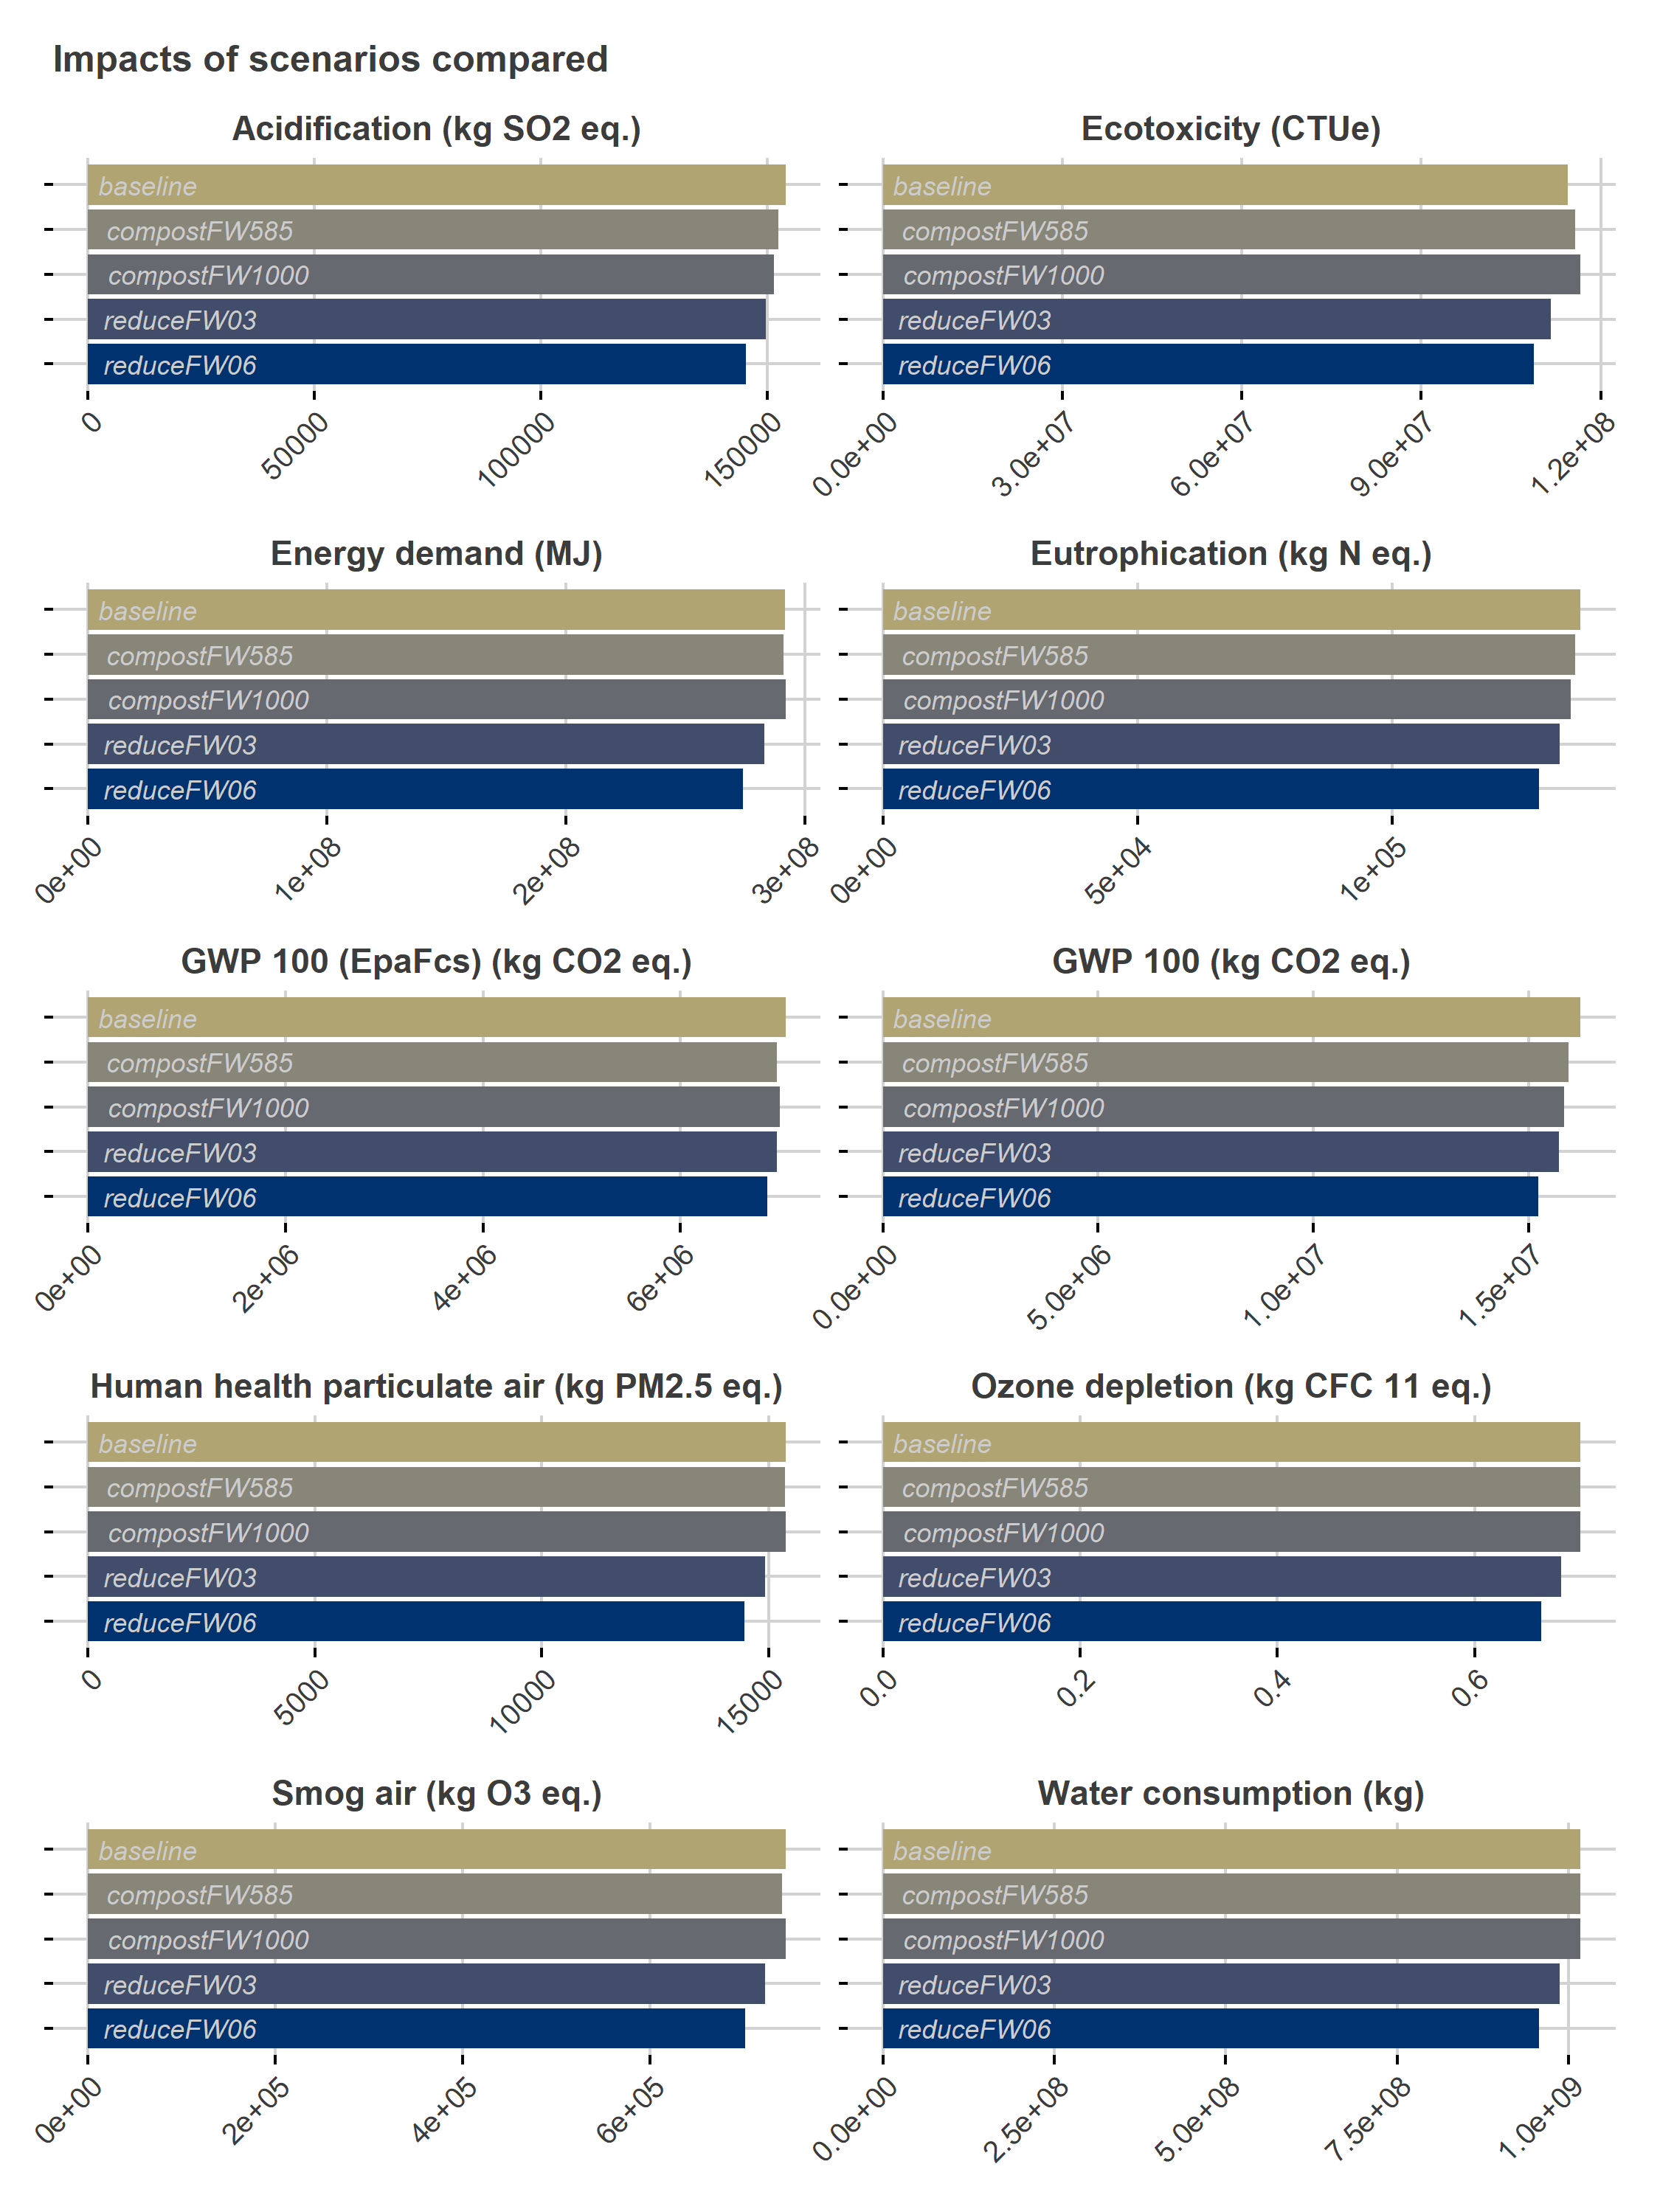 Impacts of scenarios compared
Acidification (kg SO2 eq.)
baseline
compostFW585
compostFW1000
reduceFW03
reduceFW06
0
50000
100000
150000
Ecotoxicity (CTUe)
baseline
compostFW585
compostFW1000
reduceFW03
reduceFW06
0.0e+00
3.0e+07
6.0e+07
9.0e+07
1.2e+08
Energy demand (MJ)
baseline
compostFW585
compostFW1000
reduceFW03
reduceFW06
0e+00
1e+08
2e+08
3e+08
Eutrophication (kg N eq.)
baseline
compostFW585
compostFW1000
reduceFW03
reduceFW06
0e+00
5e+04
1e+05
GWP 100 (EpaFcs) (kg CO2 eq.)
baseline
compostFW585
compostFW1000
reduceFW03
reduceFW06
0e+00
2e+06
4e+06
6e+06
GWP 100 (kg CO2 eq.)
baseline
compostFW585
compostFW1000
reduceFW03
reduceFW06
0.0e+00
5.0e+06
1.0e+07
1.5e+07
Human health particulate air (kg PM2.5 eq.)
baseline
compostFW585
compostFW1000
reduceFW03
reduceFW06
0
5000
10000
15000
Ozone depletion (kg CFC 11 eq.)
baseline
compostFW585
compostFW1000
reduceFW03
reduceFW06
0.0
0.2
0.4
0.6
Smog air (kg O3 eq.)
baseline
compostFW585
compostFW1000
reduceFW03
reduceFW06
0e+00
2e+05
4e+05
6e+05
Water consumption (kg)
baseline
compostFW585
compostFW1000
reduceFW03
reduceFW06
0.0e+00
2.5e+08
5.0e+08
7.5e+08
1.0e+09